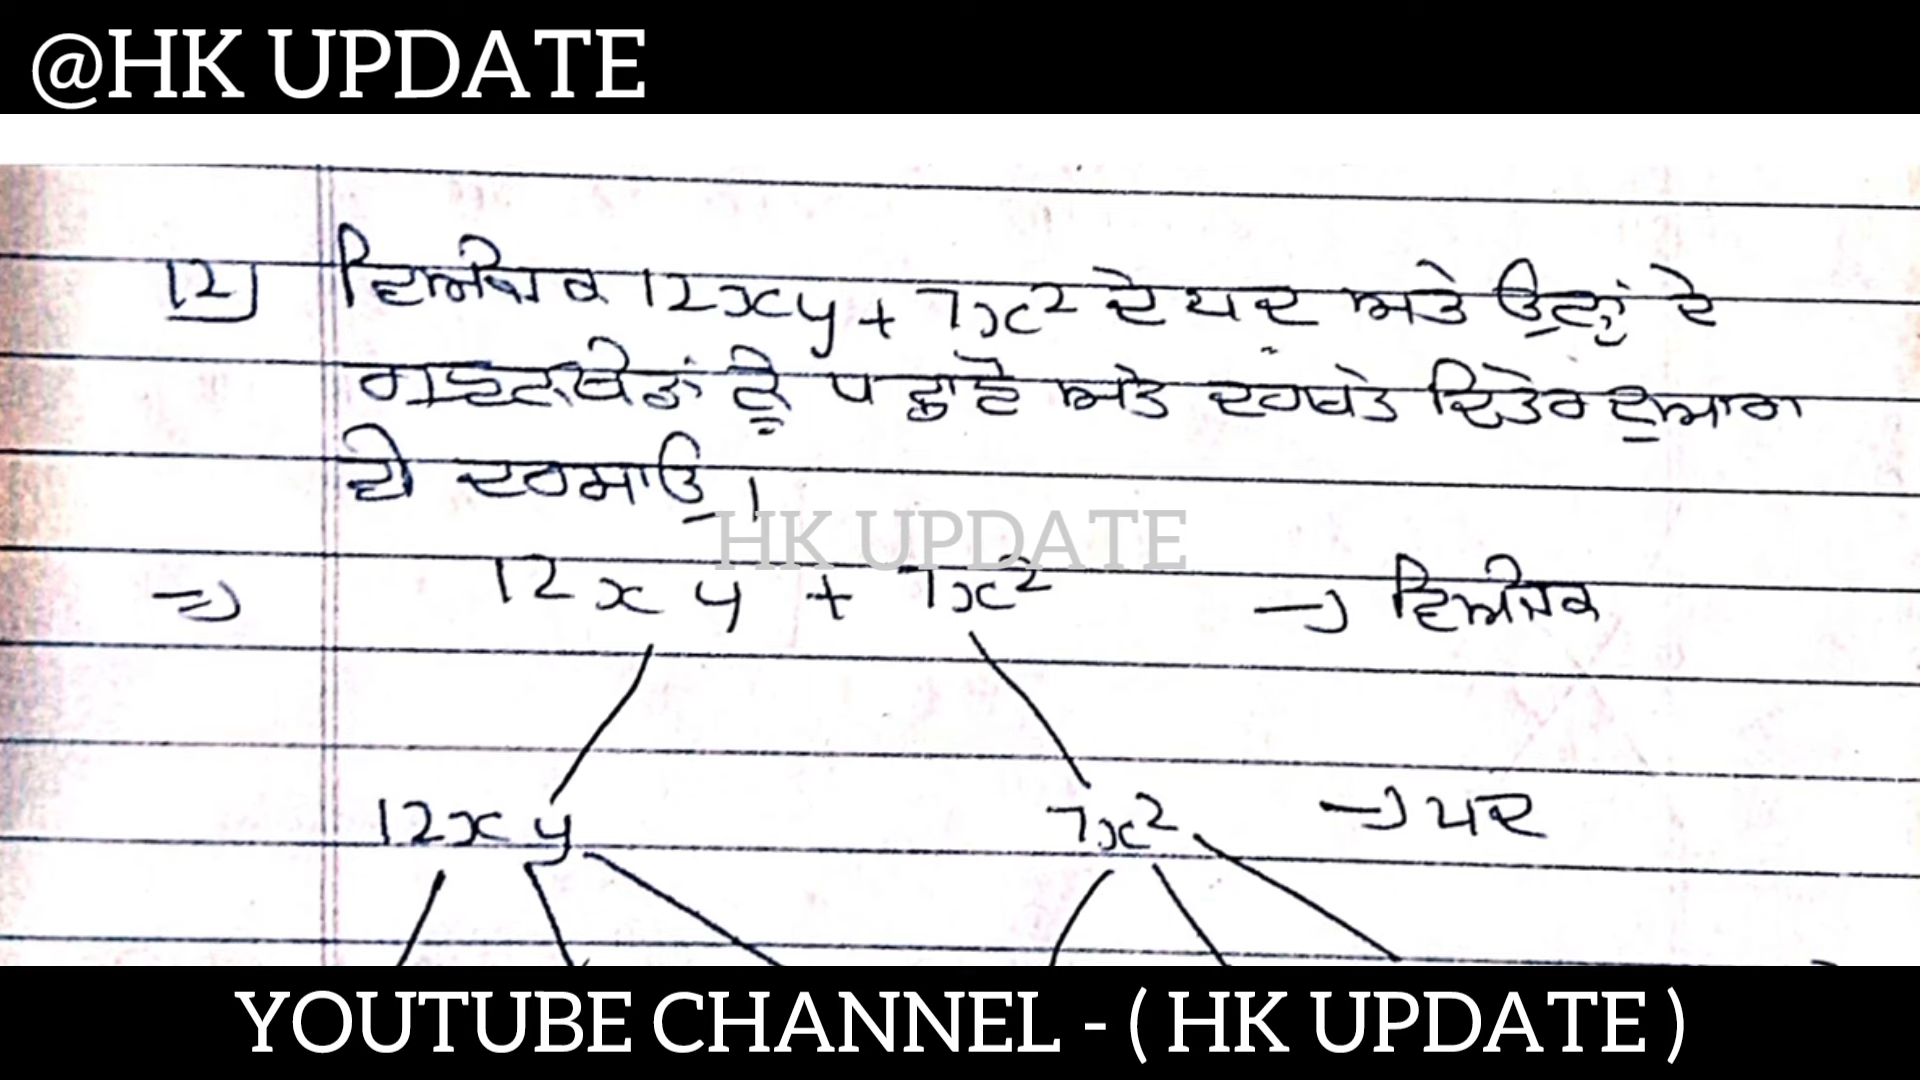 @HK UPDATE
12) ਵਿਅੰਜਕ 12xy + 7x² ਦੇ ਪਦ ਅਤੇ ਉਨ੍ਹਾਂ ਦੇ
ਗੁਣਨਖੰਡਾਂ ਨੂੰ ਪਛਾਣੋ ਅਤੇ ਦਰਖਤ ਚਿੱਤਰ ਦੁਆਰਾ
ਵੀ ਦਰਸਾਉ।
HK UPDATE
⇒ 12xy + 7x² → ਵਿਅੰਜਕ
12xy 7x² → ਪਦ
YOUTUBE CHANNEL - ( HK UPDATE )